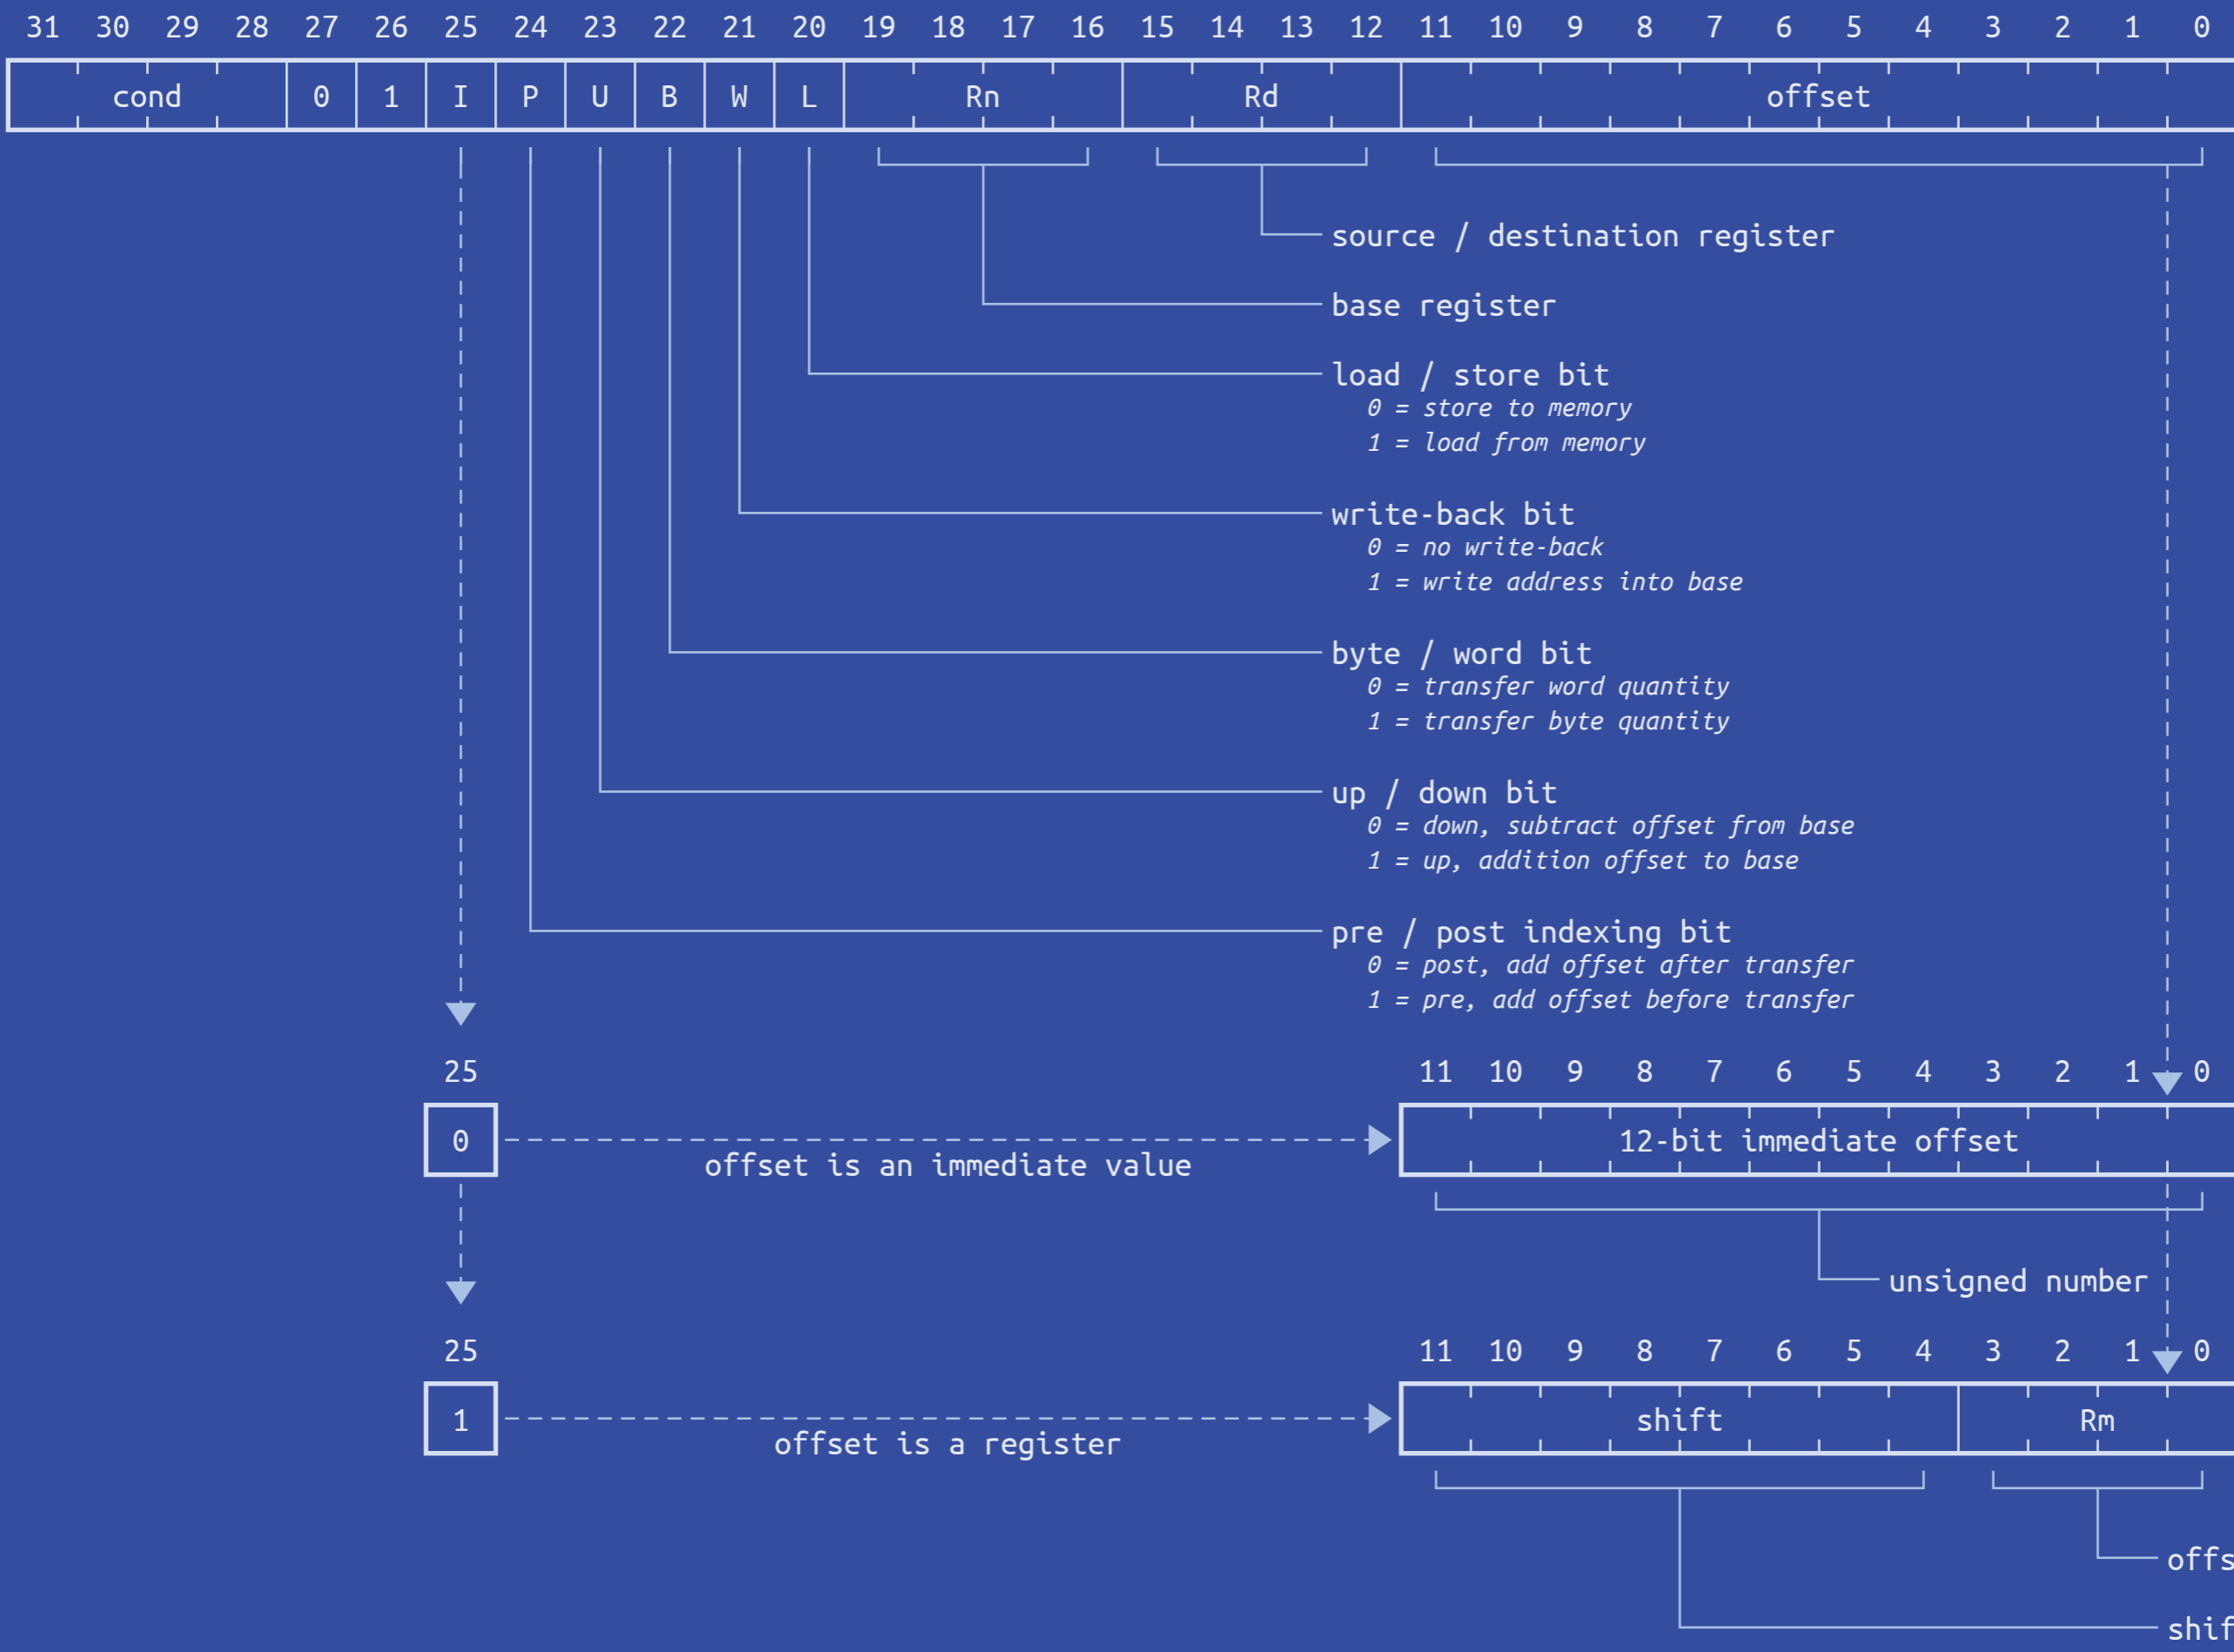 31 30 29 28 27 26 25 24 23 22 21 20 19 18 17 16 15 14 13 12 11 10 9 8 7 6 5 4 3 2 1 0
cond 0 1 I P U B W L Rn Rd offset
source / destination register
base register
load / store bit
0 = store to memory
1 = load from memory
write-back bit
0 = no write-back
1 = write address into base
byte / word bit
0 = transfer word quantity
1 = transfer byte quantity
up / down bit
0 = down, subtract offset from base
1 = up, addition offset to base
pre / post indexing bit
0 = post, add offset after transfer
1 = pre, add offset before transfer
25 11 10 9 8 7 6 5 4 3 2 1 0
0 12-bit immediate offset
offset is an immediate value
unsigned number
25 11 10 9 8 7 6 5 4 3 2 1 0
1 shift Rm
offset is a register